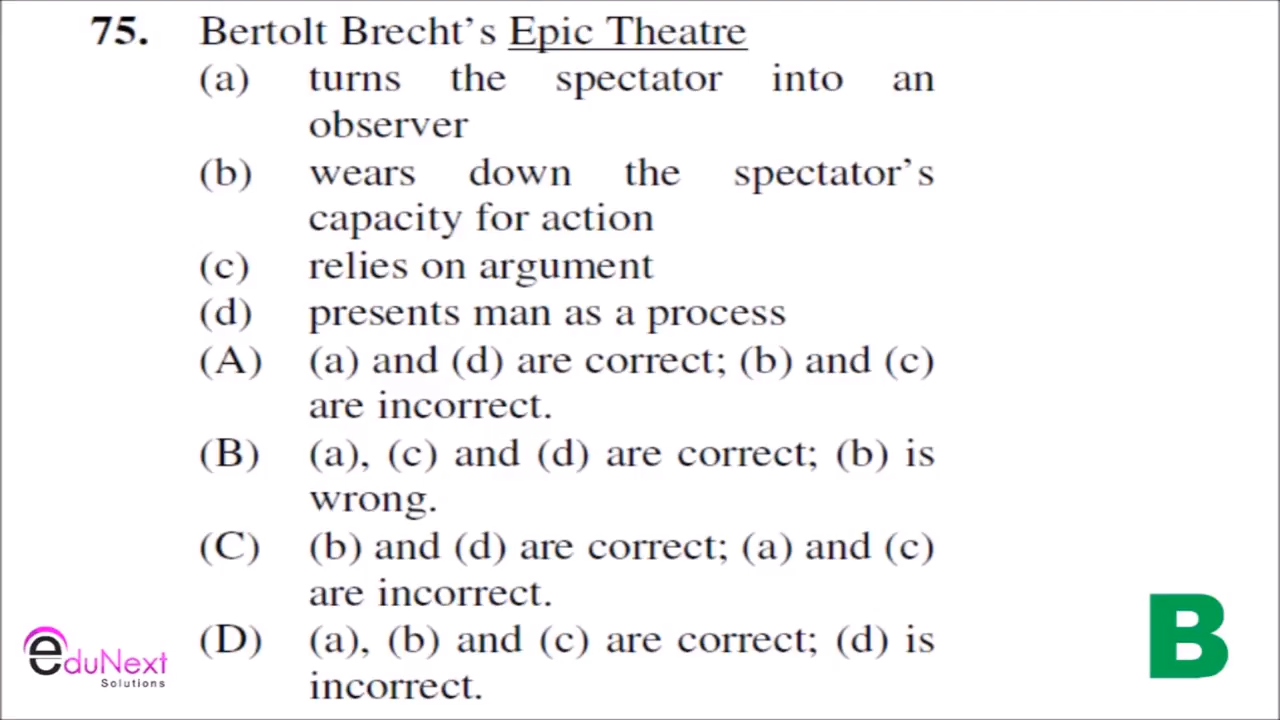 75. Bertolt Brecht's Epic Theatre
(a) turns the spectator into an
observer
(b) wears down the spectator's
capacity for action
(c) relies on argument
(d) presents man as a process
(A) (a) and (d) are correct; (b) and (c)
are incorrect.
(B) (a), (c) and (d) are correct; (b) is
wrong.
(C) (b) and (d) are correct; (a) and (c)
are incorrect.
(D) (a), (b) and (c) are correct; (d) is
incorrect.
eduNext
Solutions
B